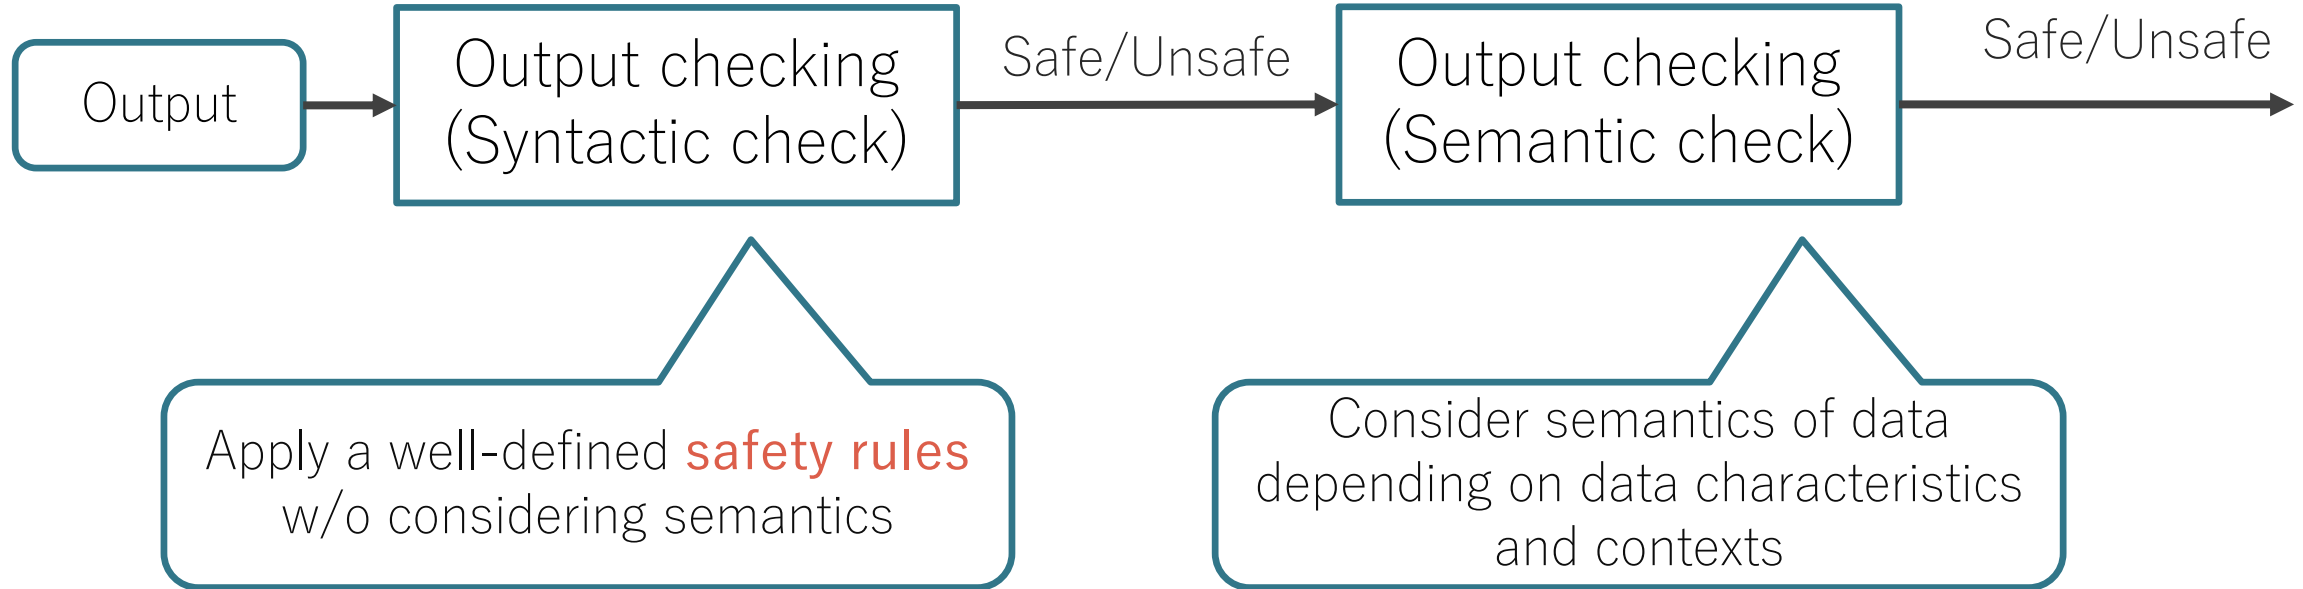 Output
Output checking
(Syntactic check)
Safe/Unsafe
Output checking
(Semantic check)
Safe/Unsafe
Apply a well-defined safety rules
w/o considering semantics
Consider semantics of data
depending on data characteristics
and contexts